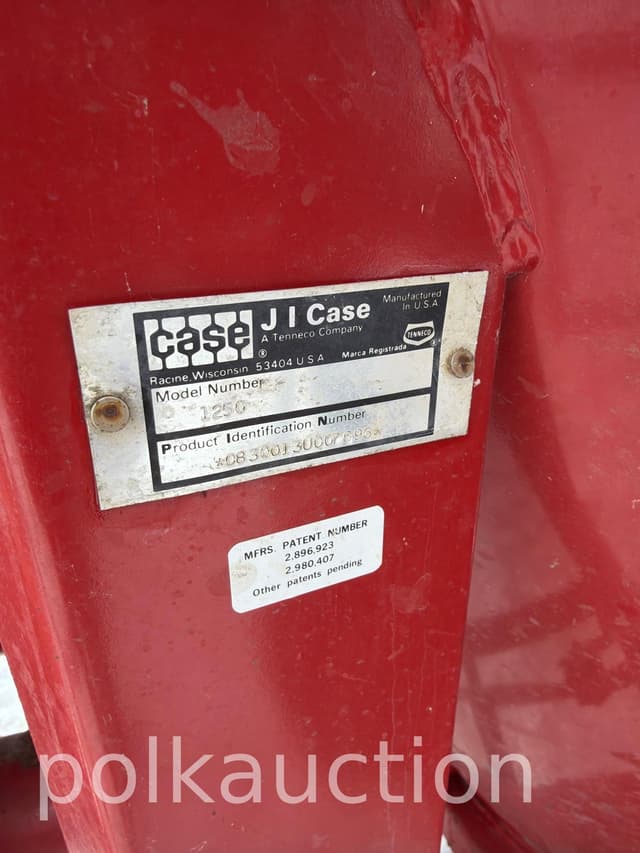 case
J I Case
A Tenneco Company
Manufactured
In U.S.A.
TENNECO
®
®
Racine, Wisconsin 53404 U S A
Marca Registrada
Model Number
1250
Product Identification Number
MFRS. PATENT NUMBER
2,896,923
2,980,407
Other patents pending
polkauction